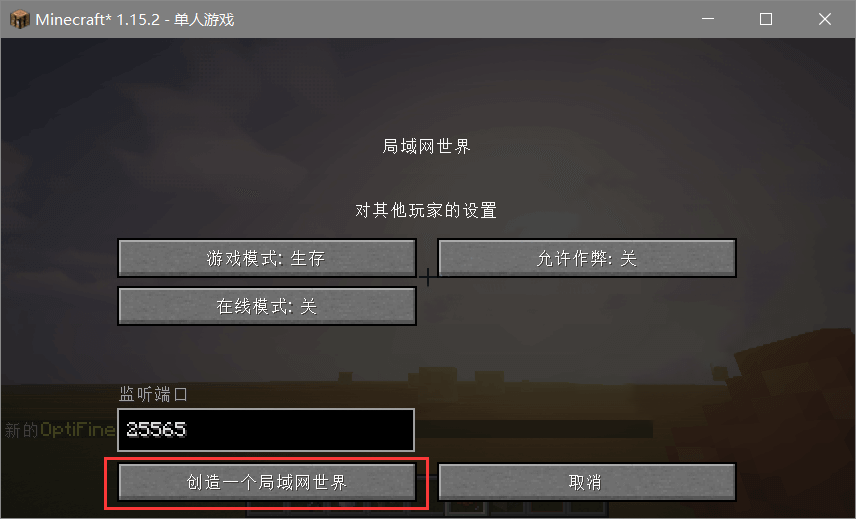 Minecraft* 1.15.2 - 单人游戏
局域网世界
对其他玩家的设置
游戏模式: 生存
允许作弊: 关
在线模式: 关
监听端口
新的OptiFine
25565
创造一个局域网世界
取消